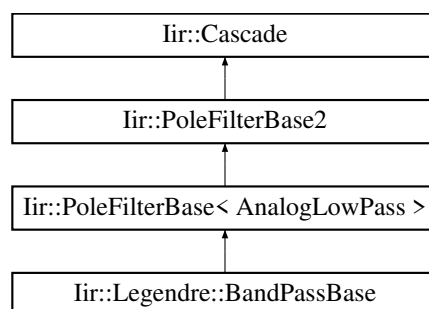 Iir::Cascade
Iir::PoleFilterBase2
Iir::PoleFilterBase< AnalogLowPass >
Iir::Legendre::BandPassBase